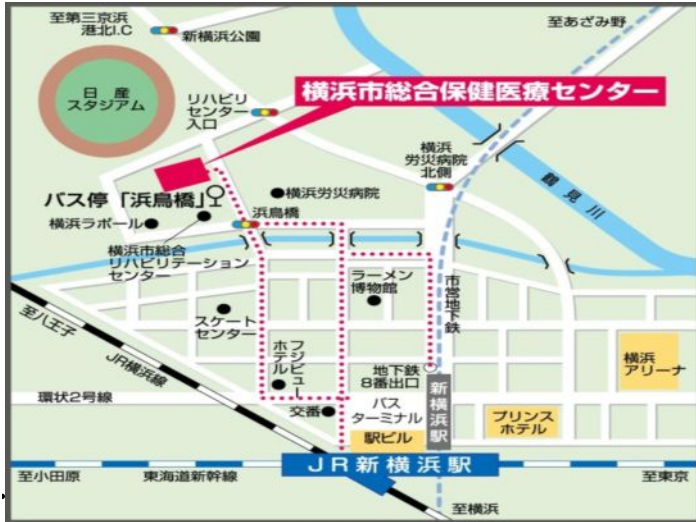 至第三京浜
港北I.C
新横浜公園
至あざみ野
日産
スタジアム
リハビリ
センター
入口
横浜市総合保健医療センター
横浜
労災病院
北側
鶴見川
バス停「浜鳥橋」
横浜労災病院
横浜ラポール
浜鳥橋
横浜市総合
リハビリテーション
センター
ラーメン
博物館
市営地下鉄
至八王子
JR横浜線
スケート
センター
フジビュー
ホテル
地下鉄
8番出口
新横浜駅
横浜
アリーナ
環状2号線
交番
バス
ターミナル
駅ビル
プリンス
ホテル
JR新横浜駅
至小田原
東海道新幹線
至東京
至横浜